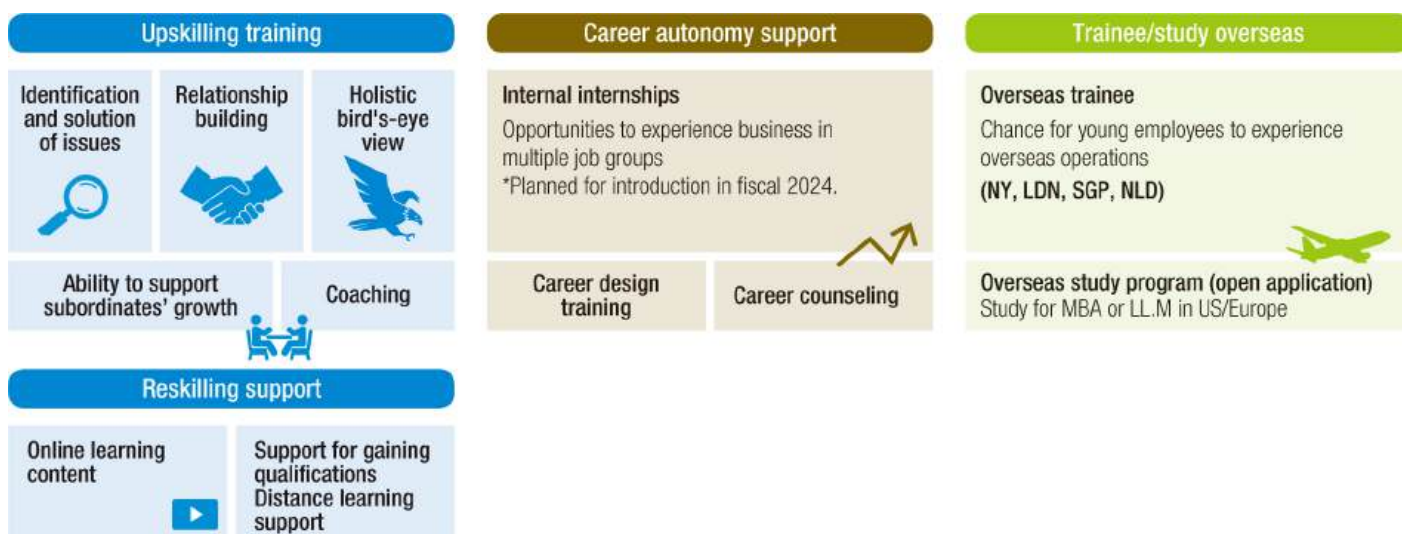 Upskilling training
Identification
and solution
of issues
Relationship
building
Holistic
bird's-eye
view
Ability to support
subordinates’ growth
Coaching
Reskilling support
Online learning
content
Support for gaining
qualifications
Distance learning
support
Career autonomy support
Internal internships
Opportunities to experience business in
multiple job groups
*Planned for introduction in fiscal 2024.
Career design
training
Career counseling
Trainee/study overseas
Overseas trainee
Chance for young employees to experience
overseas operations
(NY, LDN, SGP, NLD)
Overseas study program (open application)
Study for MBA or LL.M in US/Europe